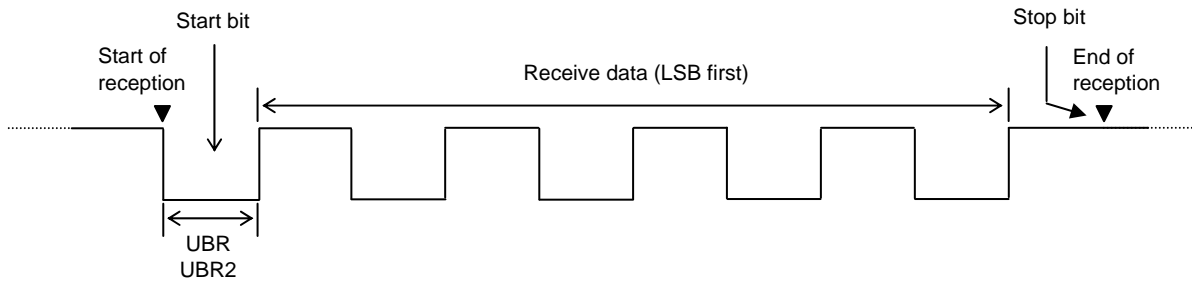 Start bit
Stop bit
Start of
reception
Receive data (LSB first)
End of
reception
UBR
UBR2